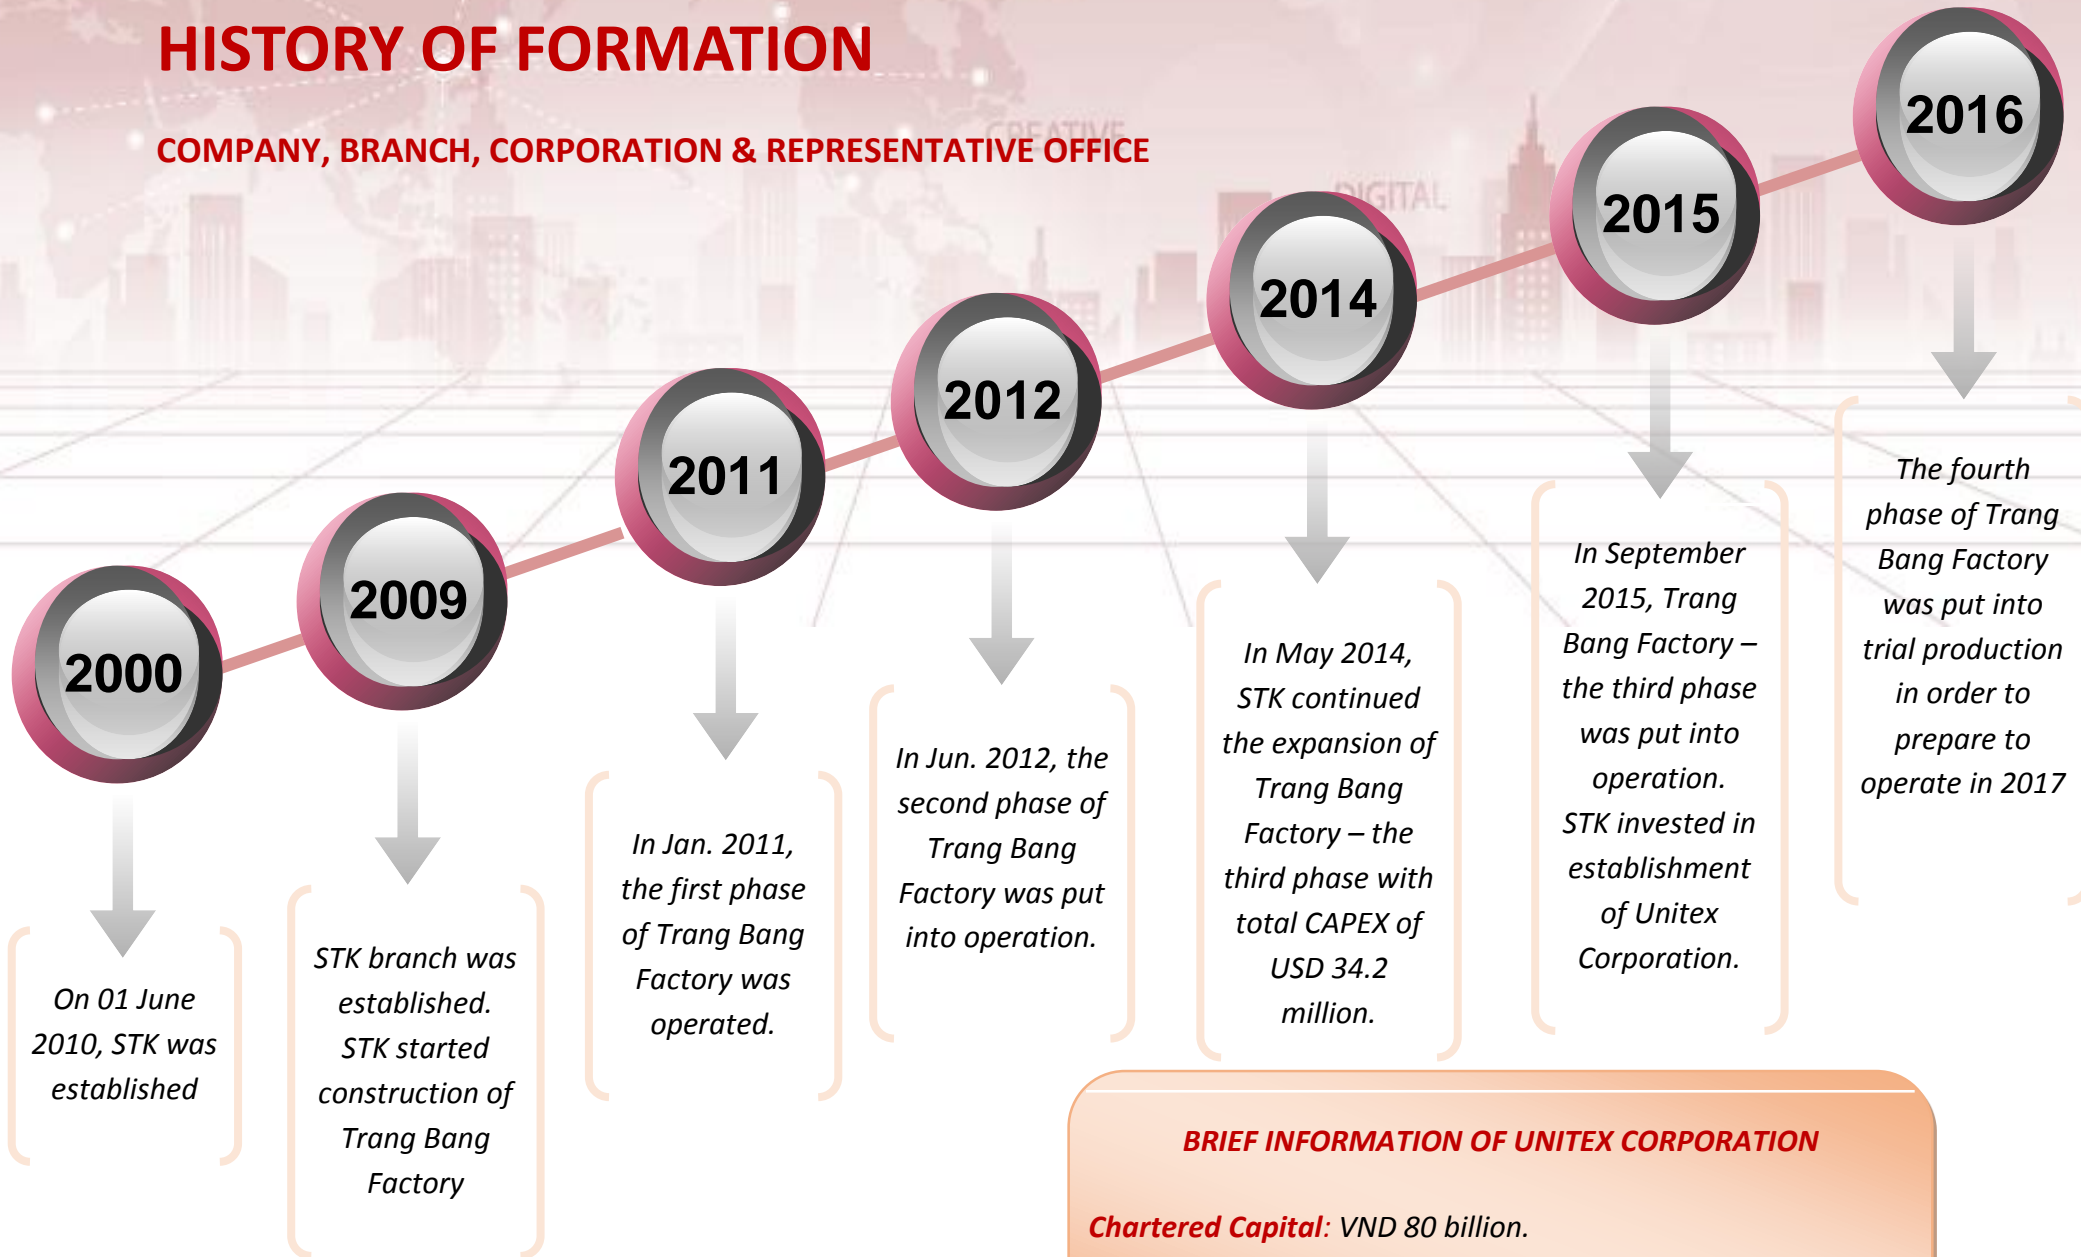 HISTORY OF FORMATION
COMPANY, BRANCH, CORPORATION & REPRESENTATIVE OFFICE
CREATIVE
DIGITAL
2000
On 01 June
2010, STK was
established
2009
STK branch was
established.
STK started
construction of
Trang Bang
Factory
2011
In Jan. 2011,
the first phase
of Trang Bang
Factory was
operated.
2012
In Jun. 2012, the
second phase of
Trang Bang
Factory was put
into operation.
2014
In May 2014,
STK continued
the expansion of
Trang Bang
Factory – the
third phase with
total CAPEX of
USD 34.2
million.
2015
In September
2015, Trang
Bang Factory –
the third phase
was put into
operation.
STK invested in
establishment
of Unitex
Corporation.
2016
The fourth
phase of Trang
Bang Factory
was put into
trial production
in order to
prepare to
operate in 2017
BRIEF INFORMATION OF UNITEX CORPORATION
Chartered Capital: VND 80 billion.